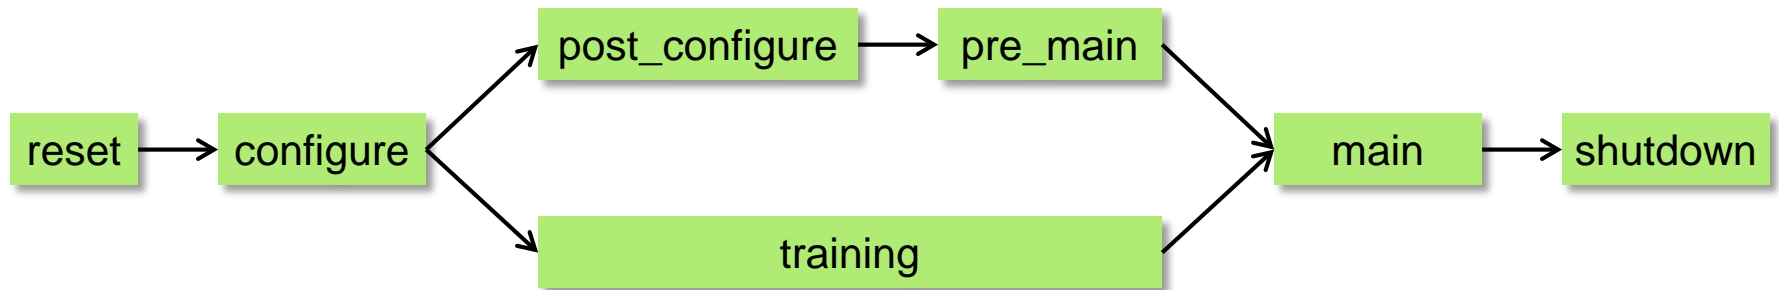 reset
configure
post_configure
pre_main
training
main
shutdown